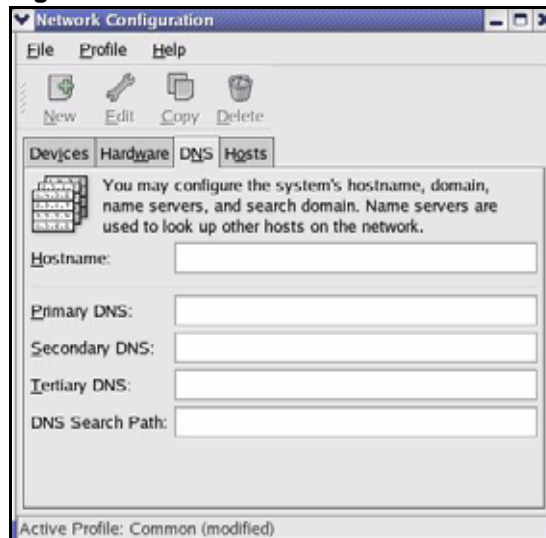 Network Configuration
File Profile Help
New Edit Copy Delete
Devices Hardware DNS Hosts
You may configure the system's hostname, domain,
name servers, and search domain. Name servers are
used to look up other hosts on the network.
Hostname:
Primary DNS:
Secondary DNS:
Tertiary DNS:
DNS Search Path:
Active Profile: Common (modified)